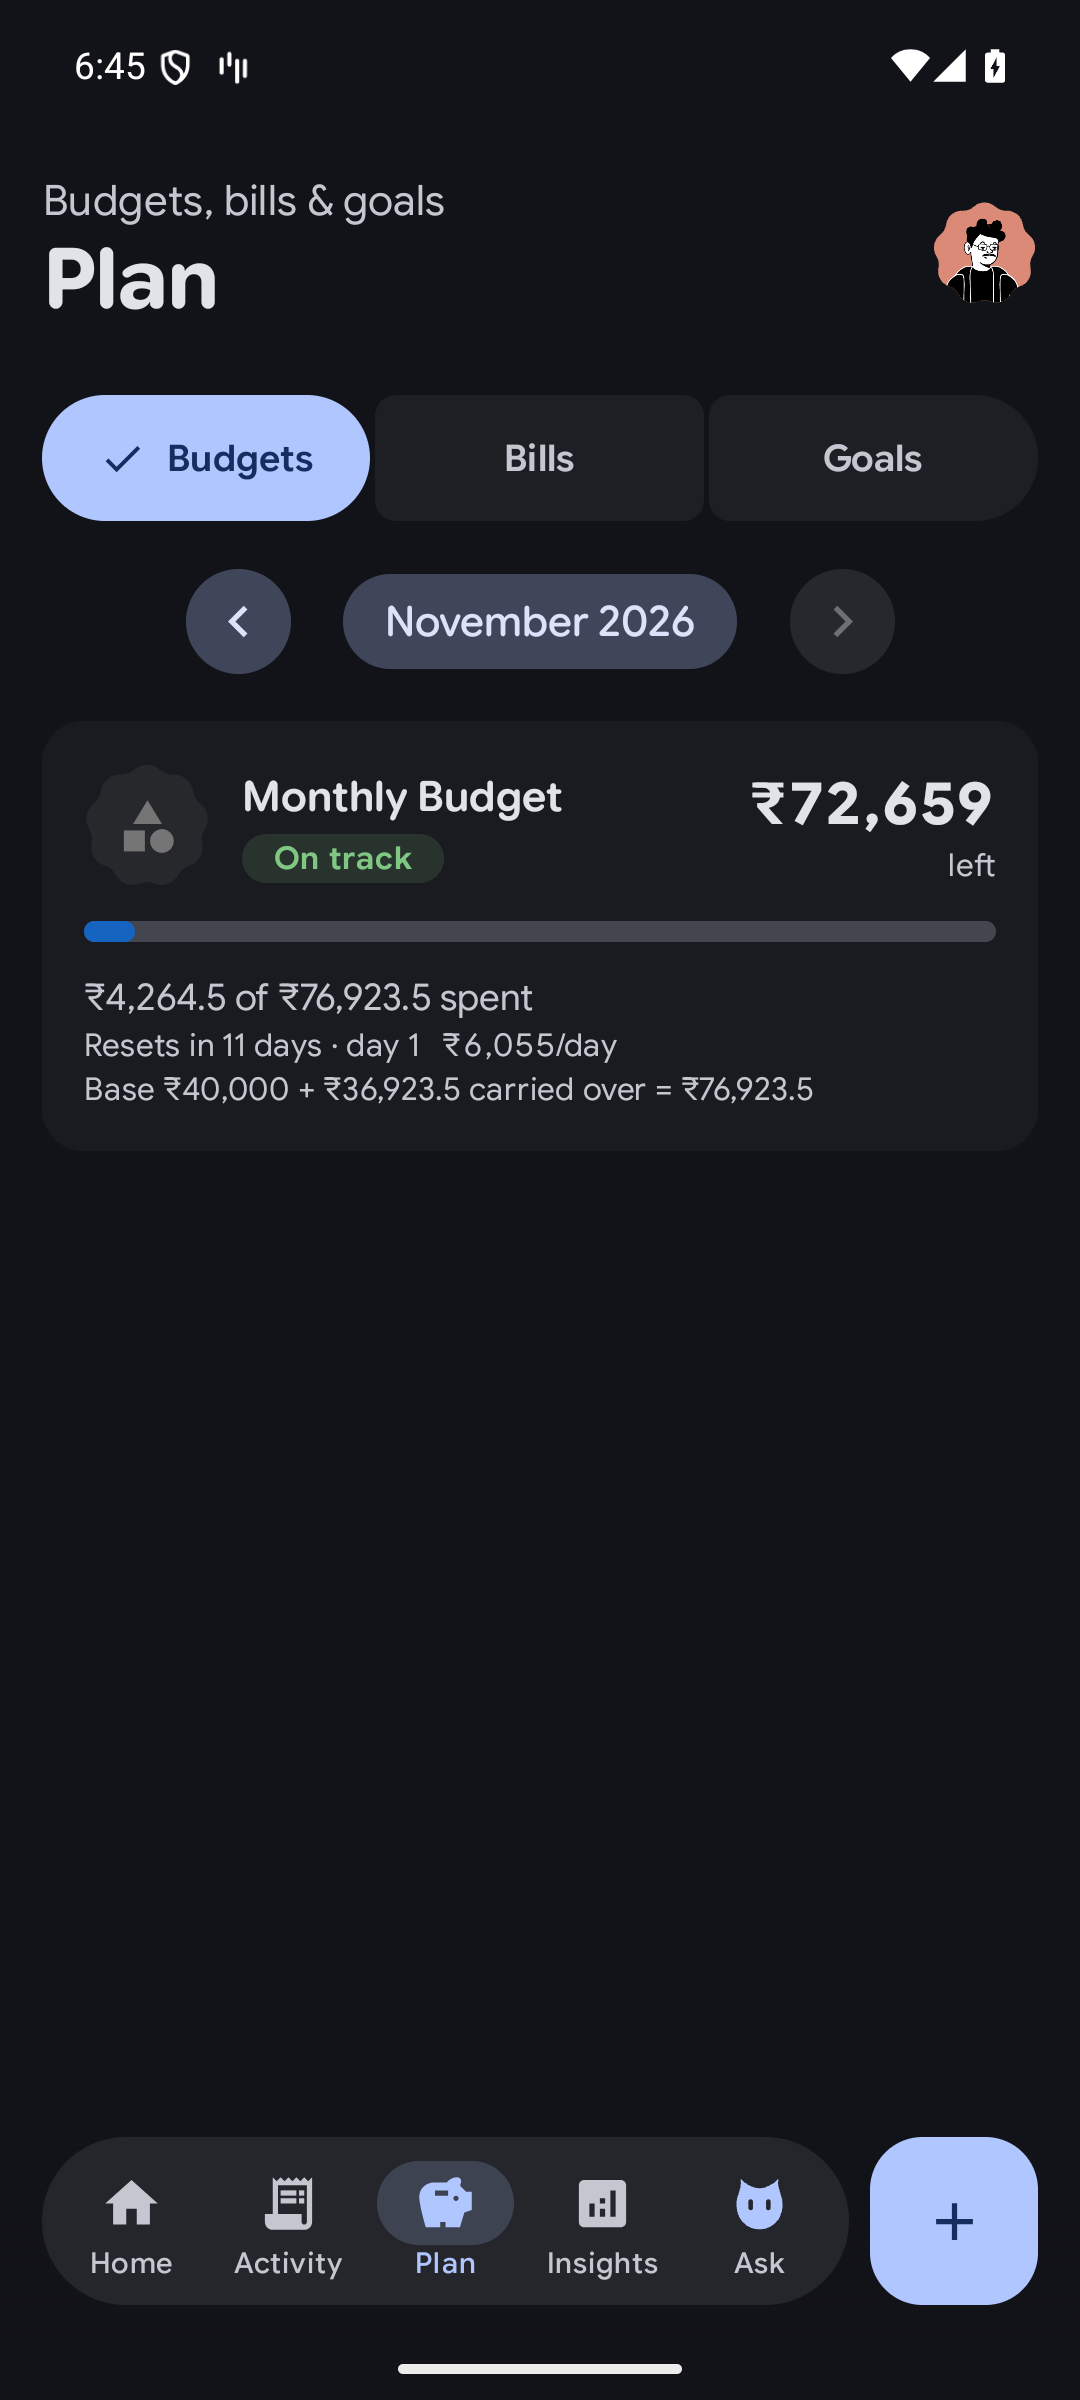 6:45
Budgets, bills & goals
Plan
Budgets
Bills
Goals
November 2026
Monthly Budget
₹72,659
On track
left
₹4,264.5 of ₹76,923.5 spent
Resets in 11 days · day 1 ₹6,055/day
Base ₹40,000 + ₹36,923.5 carried over = ₹76,923.5
Home
Activity
Plan
Insights
Ask